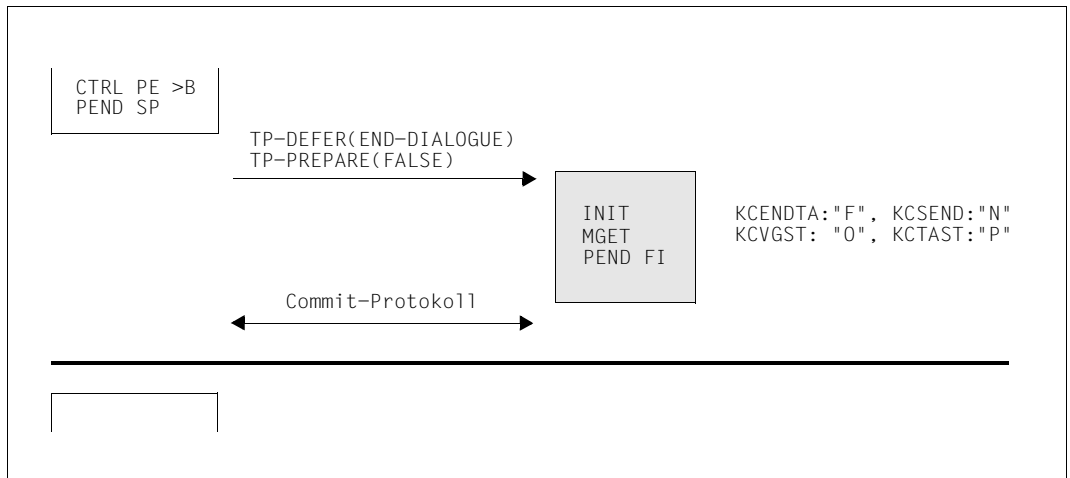 CTRL PE >B
PEND SP
TP-DEFER(END-DIALOGUE)
TP-PREPARE(FALSE)
INIT
MGET
PEND FI
KCENDTA:"F", KCSEND:"N"
KCVGST: "O", KCTAST:"P"
Commit-Protokoll